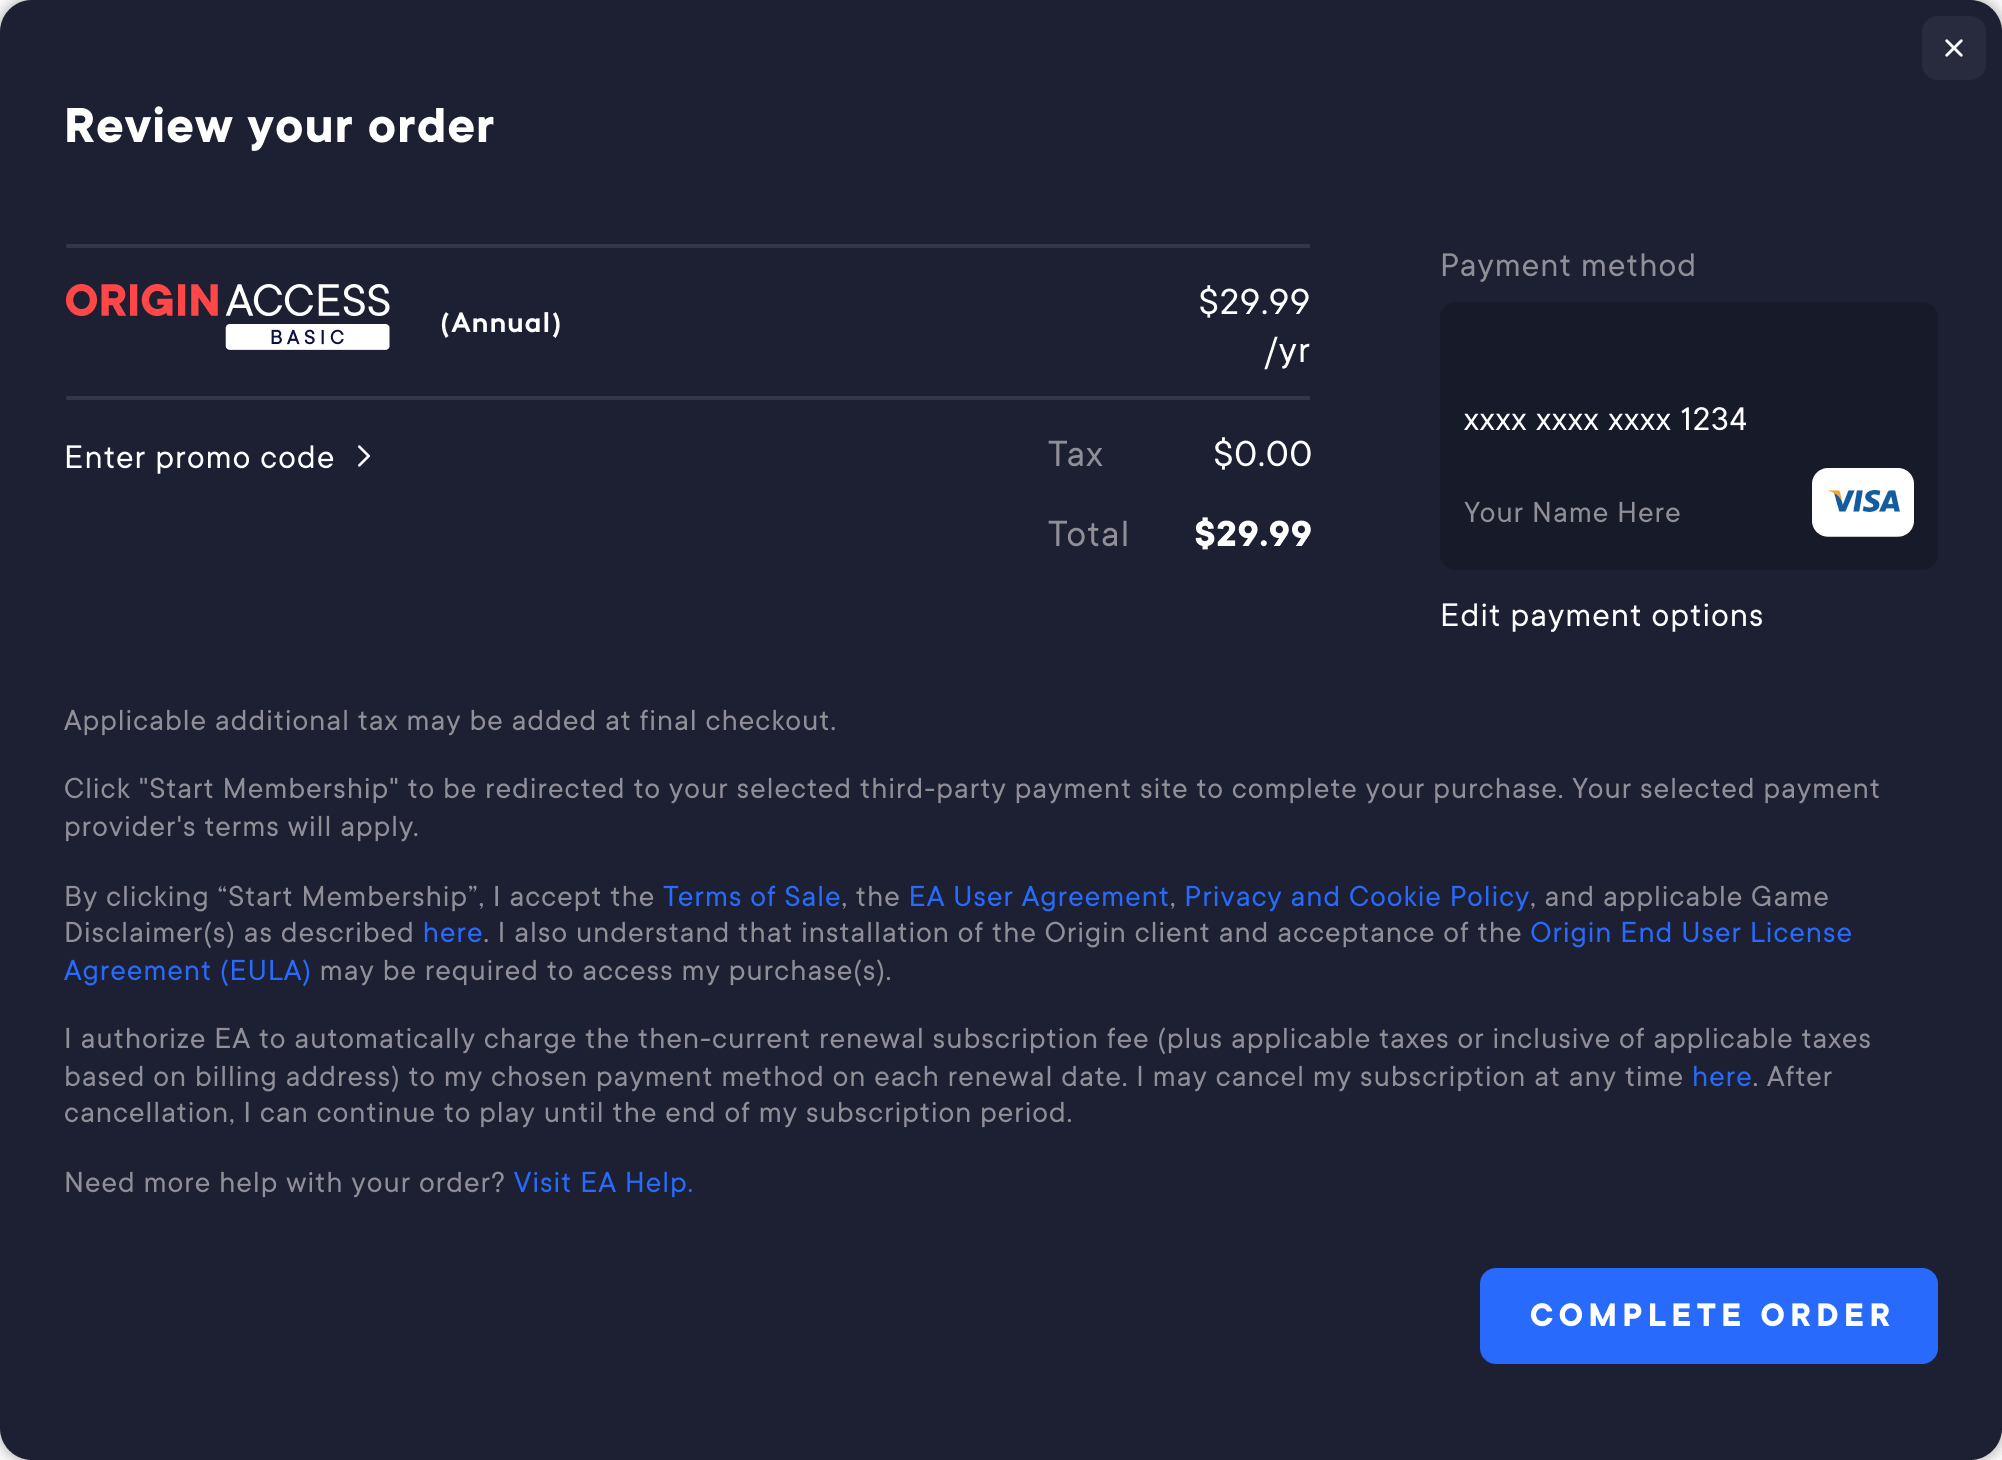 Review your order
ORIGIN ACCESS
BASIC
(Annual)
$29.99
/yr
Enter promo code
Tax $0.00
Total $29.99
Payment method
xxxx xxxx xxxx 1234
Your Name Here
VISA
Edit payment options
Applicable additional tax may be added at final checkout.
Click "Start Membership" to be redirected to your selected third-party payment site to complete your purchase. Your selected payment
provider's terms will apply.
By clicking “Start Membership”, I accept the Terms of Sale, the EA User Agreement, Privacy and Cookie Policy, and applicable Game
Disclaimer(s) as described here. I also understand that installation of the Origin client and acceptance of the Origin End User License
Agreement (EULA) may be required to access my purchase(s).
I authorize EA to automatically charge the then-current renewal subscription fee (plus applicable taxes or inclusive of applicable taxes
based on billing address) to my chosen payment method on each renewal date. I may cancel my subscription at any time here. After
cancellation, I can continue to play until the end of my subscription period.
Need more help with your order? Visit EA Help.
COMPLETE ORDER